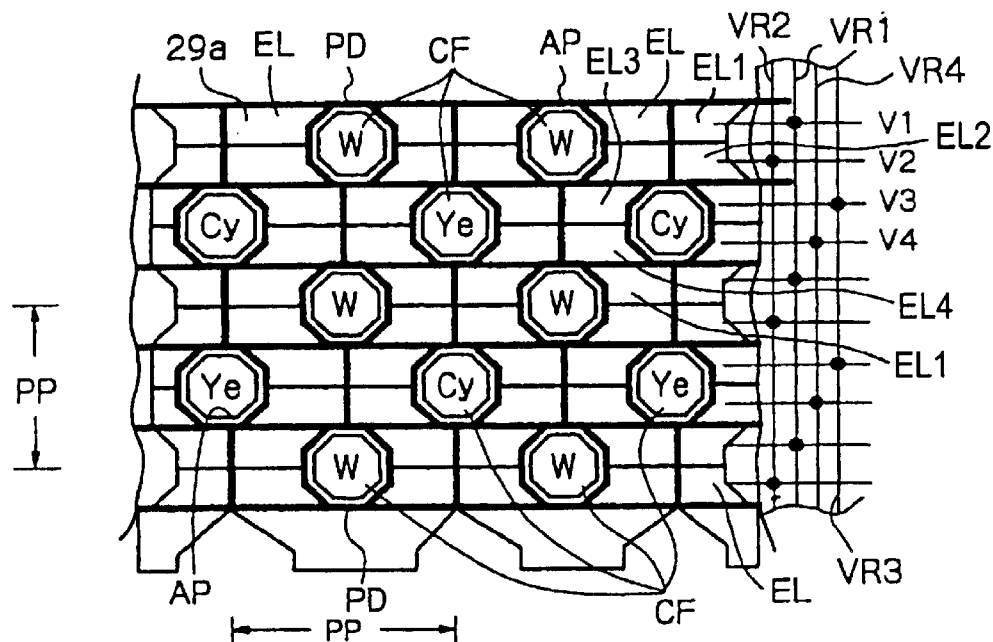 VR2 VR1
29a EL PD CF AP EL3 EL EL1 VR4
W W V1
EL2
V2
Cy Ye Cy V3
V4
W W EL4
EL1
PP Ye Cy Ye
W W
VR3
AP PD CF EL
PP